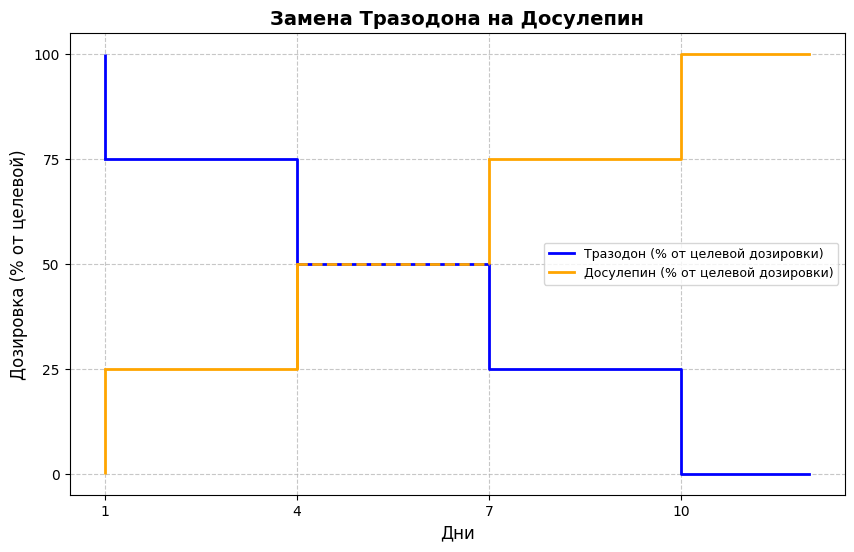 Замена Тразодона на Досулепин
Дозировка (% от целевой)
100
75
50
25
0
Тразодон (% от целевой дозировки)
Досулепин (% от целевой дозировки)
1 4 7 10
Дни